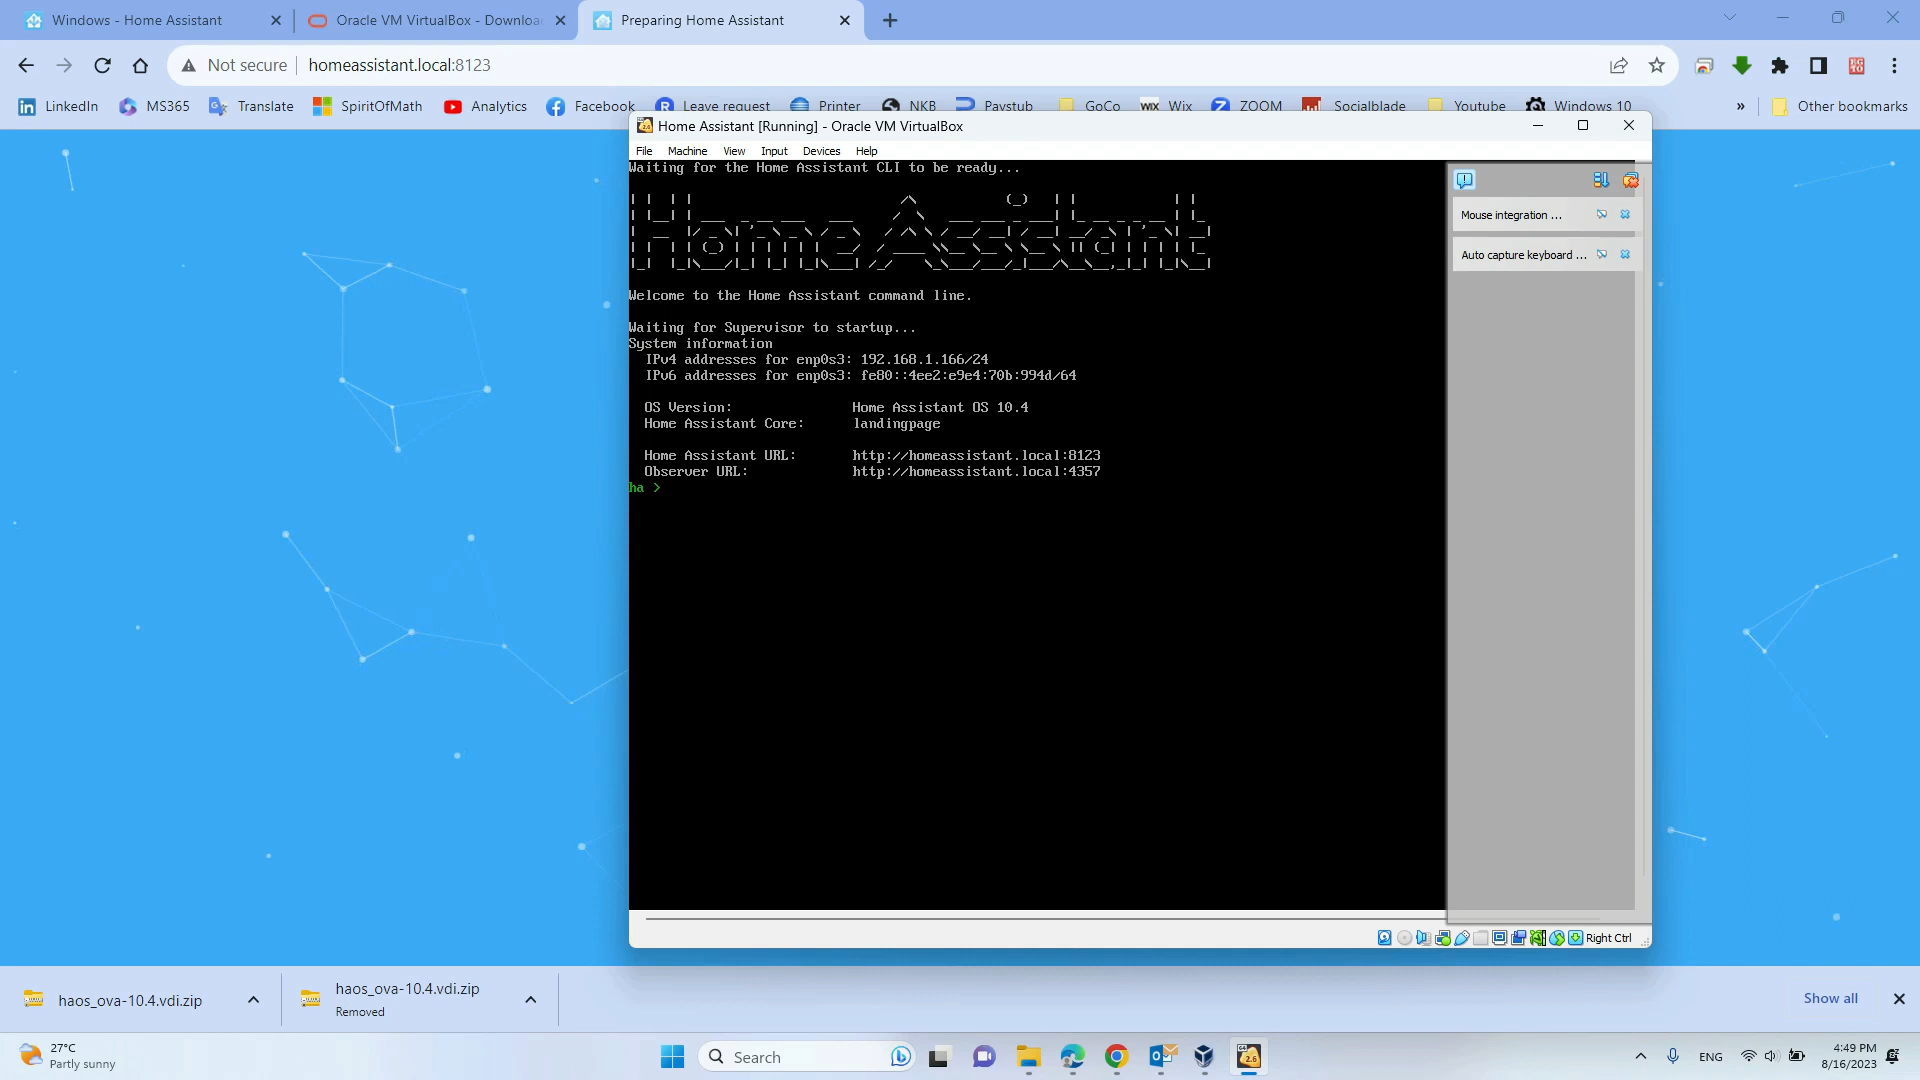 Windows - Home Assistant
Oracle VM VirtualBox - Downloa
Preparing Home Assistant
Not secure
homeassistant.local:8123
LinkedIn
MS365
Translate
SpiritOfMath
Analytics
Facebook
Leave request
Printer
NKB
Paystub
GoCo
WIX
Wix
ZOOM
Socialblade
Youtube
Windows 10
»
Other bookmarks
Home Assistant [Running] - Oracle VM VirtualBox
File Machine View Input Devices Help
Waiting for the Home Assistant CLI to be ready...
Home Assistant
Welcome to the Home Assistant command line.
Waiting for Supervisor to startup...
System information
IPv4 addresses for enp0s3: 192.168.1.166/24
IPv6 addresses for enp0s3: fe80::4ee2:e9e4:70b:994d/64
OS Version: Home Assistant OS 10.4
Home Assistant Core: landingpage
Home Assistant URL: http://homeassistant.local:8123
Observer URL: http://homeassistant.local:4357
ha >
Mouse integration ...
Auto capture keyboard ...
Right Ctrl
haos_ova-10.4.vdi.zip
haos_ova-10.4.vdi.zip
Removed
Show all
27°C
Partly sunny
Search
ENG
4:49 PM
8/16/2023